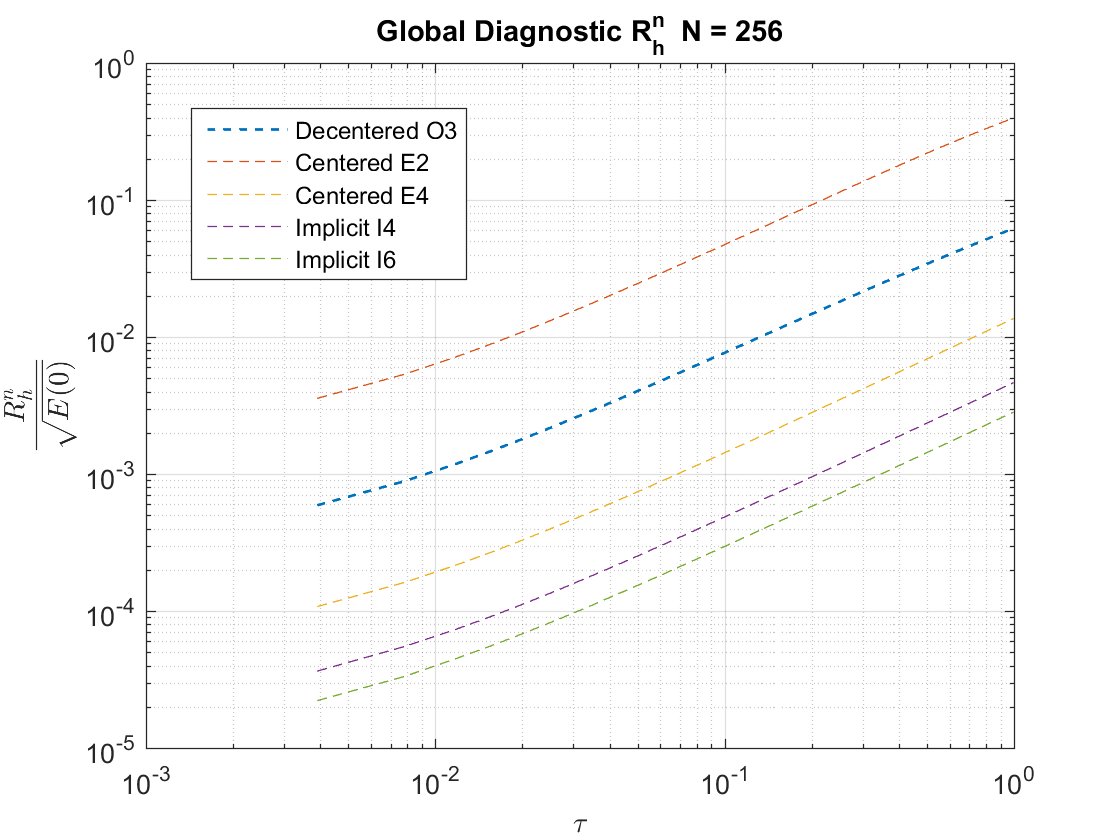 Global Diagnostic R_h^n N = 256
10^0
10^-1
10^-2
10^-3
10^-4
10^-5
Decentered O3
Centered E2
Centered E4
Implicit I4
Implicit I6
R_h^n / √E(0)
10^-3
10^-2
10^-1
10^0
τ